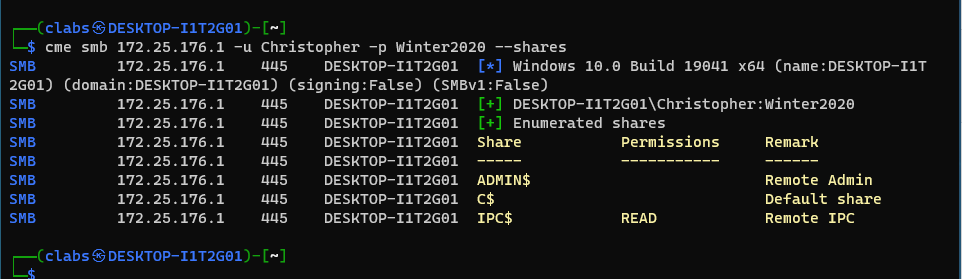 ┌──(clabs㉿DESKTOP-I1T2G01)-[~]
└─$ cme smb 172.25.176.1 -u Christopher -p Winter2020 --shares
SMB 172.25.176.1 445 DESKTOP-I1T2G01 [*] Windows 10.0 Build 19041 x64 (name:DESKTOP-I1T
2G01) (domain:DESKTOP-I1T2G01) (signing:False) (SMBv1:False)
SMB 172.25.176.1 445 DESKTOP-I1T2G01 [+] DESKTOP-I1T2G01\Christopher:Winter2020
SMB 172.25.176.1 445 DESKTOP-I1T2G01 [+] Enumerated shares
SMB 172.25.176.1 445 DESKTOP-I1T2G01 Share Permissions Remark
SMB 172.25.176.1 445 DESKTOP-I1T2G01 ----- ----------- ------
SMB 172.25.176.1 445 DESKTOP-I1T2G01 ADMIN$ Remote Admin
SMB 172.25.176.1 445 DESKTOP-I1T2G01 C$ Default share
SMB 172.25.176.1 445 DESKTOP-I1T2G01 IPC$ READ Remote IPC
┌──(clabs㉿DESKTOP-I1T2G01)-[~]
└─$